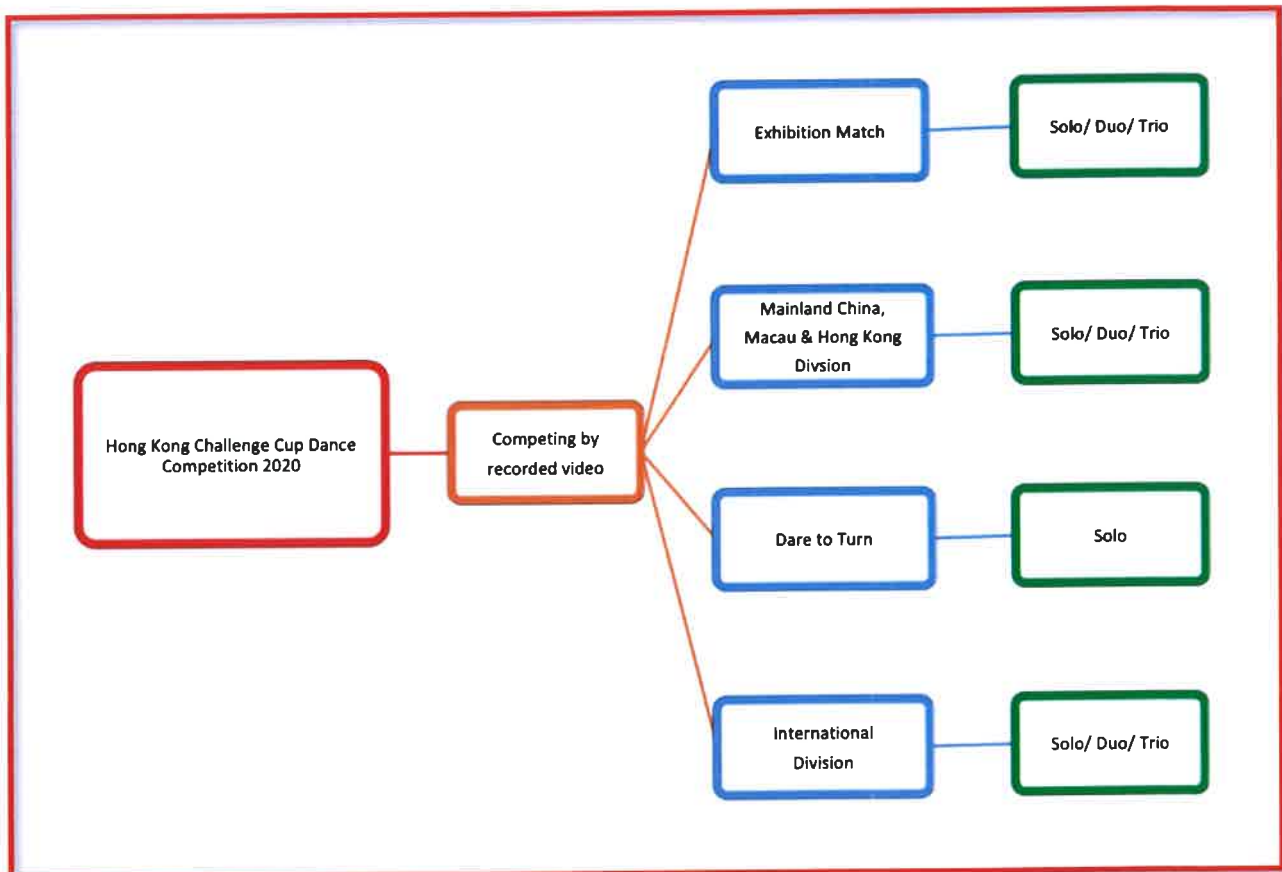 Exhibition Match
Solo/ Duo/ Trio
Mainland China,
Macau & Hong Kong
Divsion
Solo/ Duo/ Trio
Hong Kong Challenge Cup Dance
Competition 2020
Competing by
recorded video
Dare to Turn
Solo
International
Division
Solo/ Duo/ Trio